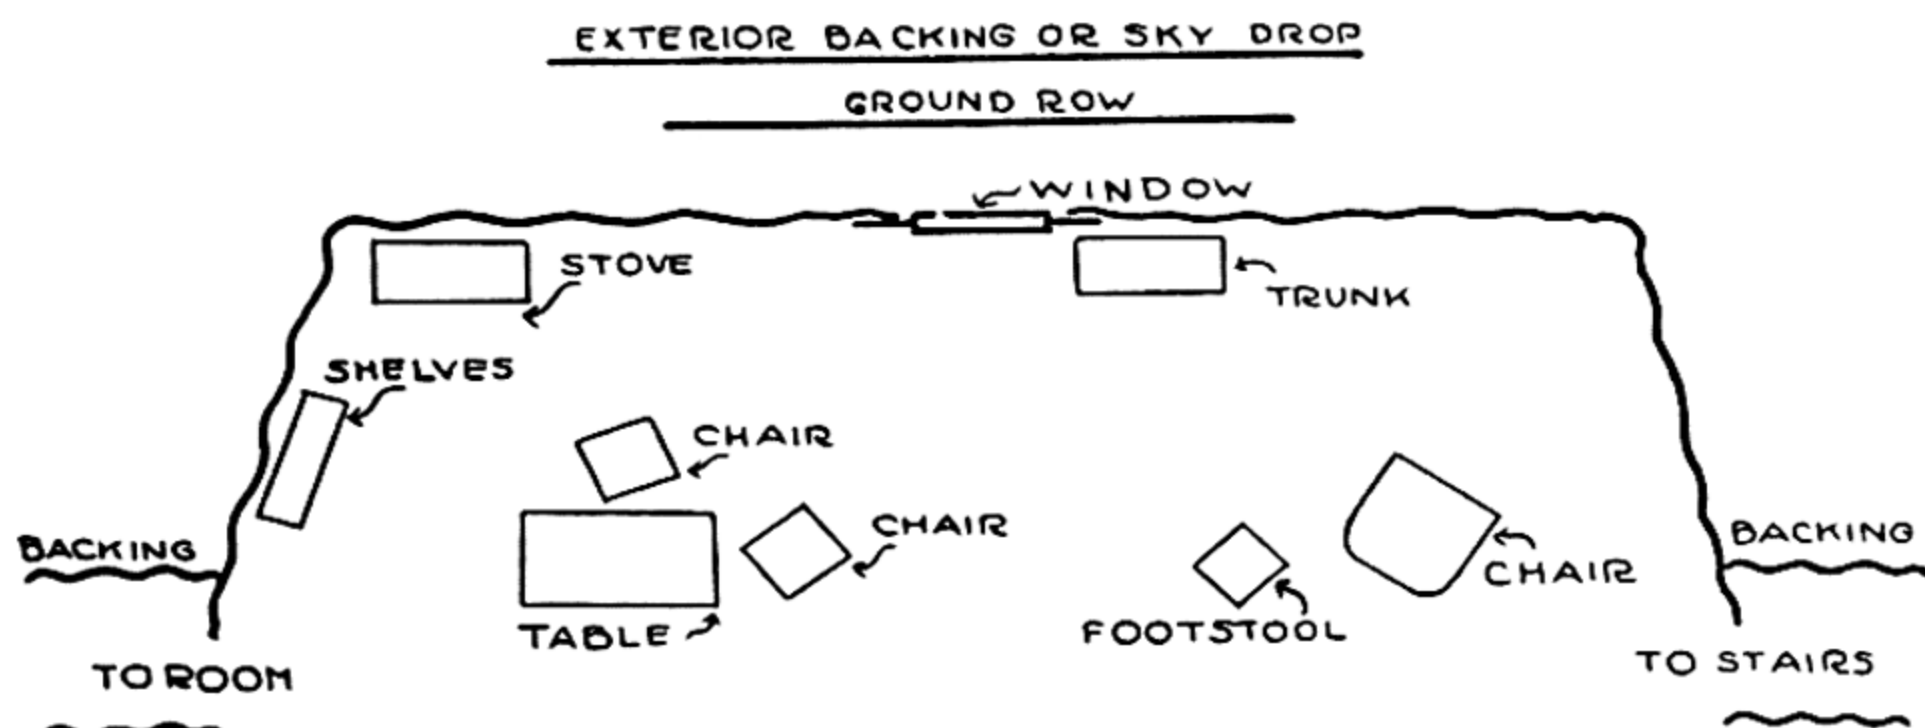 EXTERIOR BACKING OR SKY DROP
GROUND ROW
WINDOW
STOVE
TRUNK
SHELVES
CHAIR
CHAIR
BACKING
BACKING
CHAIR
TABLE
FOOTSTOOL
TO ROOM
TO STAIRS